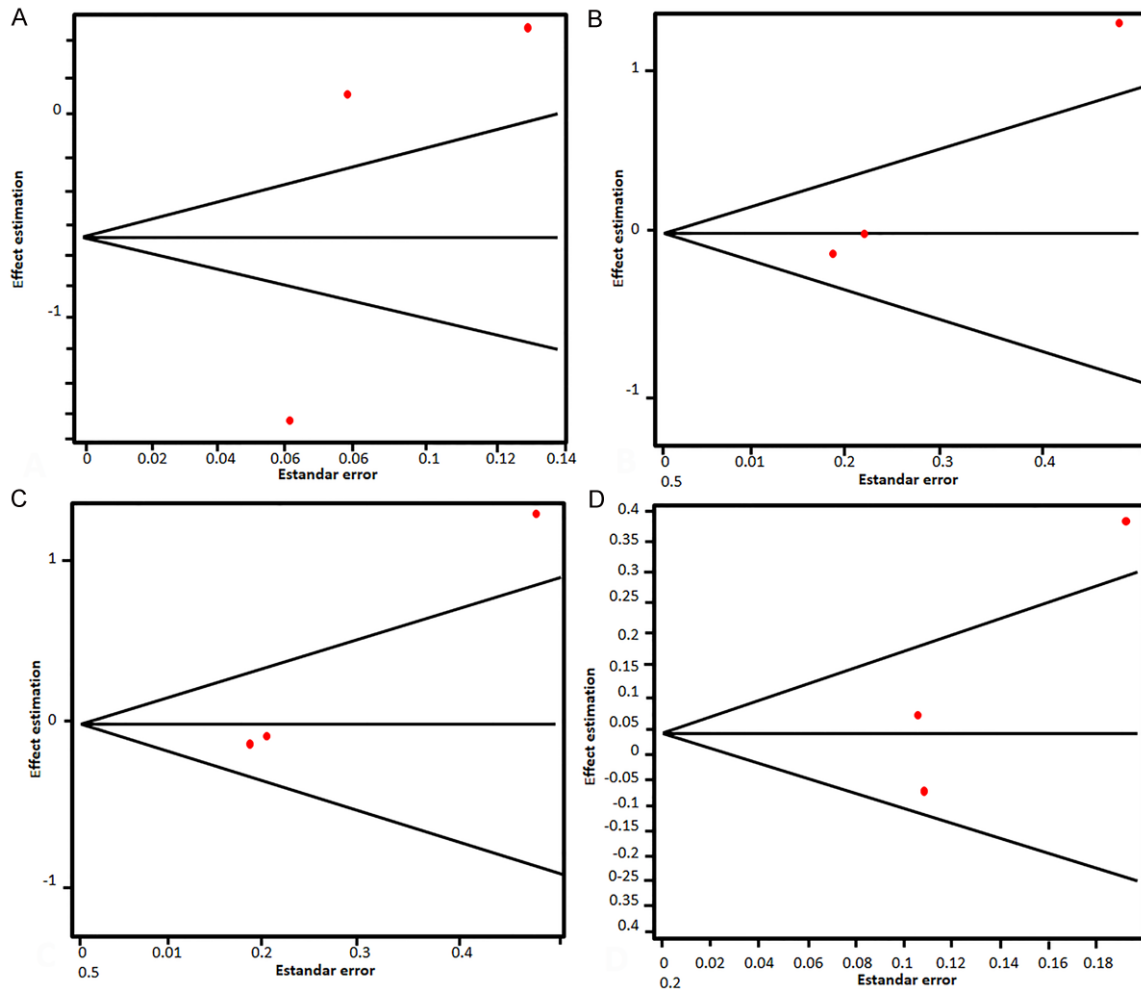 A
0
-1
Effect estimation
0 0.02 0.04 0.06 0.06 0.1 0.12 0.14
Estandar error
B
1
0
-1
Effect estimation
0 0.01 0.2 0.3 0.4
0.5
Estandar error
C
1
0
-1
Effect estimation
0 0.01 0.2 0.3 0.4
0.5
Estandar error
D
0.4
0.35
0.3
0.25
0.2
0.15
0.1
0.05
0
-0.05
-0.1
-0.15
-0.2
0-25
0.35
0.4
Effect estimation
0 0.02 0.04 0.06 0.08 0.1 0.12 0.14 0.16 0.18
0.2
Estandar error